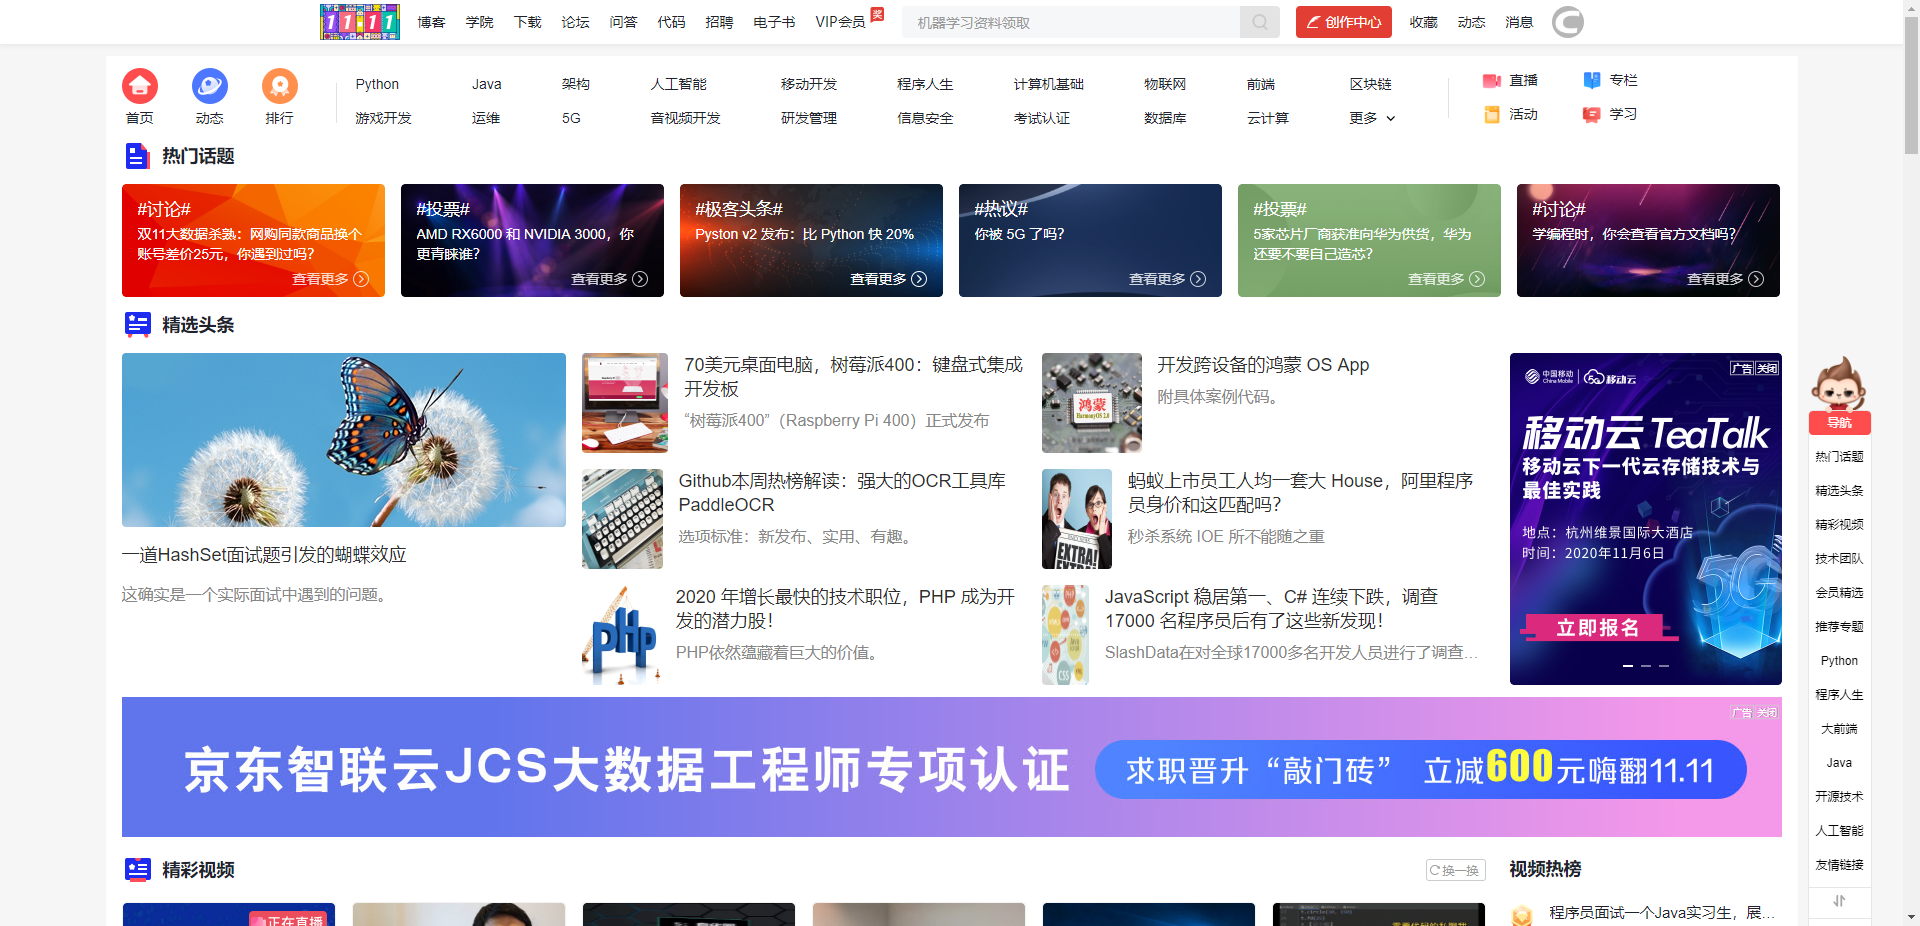 11 11
博客 学院 下载 论坛 问答 代码 招聘 电子书 VIP会员 奖
机器学习资料领取
创作中心 收藏 动态 消息
首页 动态 排行
Python Java 架构 人工智能 移动开发 程序人生 计算机基础 物联网 前端 区块链
游戏开发 运维 5G 音视频开发 研发管理 信息安全 考试认证 数据库 云计算 更多
直播 专栏
活动 学习
热门话题
#讨论#
双11大数据杀熟：网购同款商品换个
账号差价25元，你遇到过吗？
查看更多
#投票#
AMD RX6000 和 NVIDIA 3000，你
更青睐谁？
查看更多
#极客头条#
Pyston v2 发布：比 Python 快 20%
查看更多
#热议#
你被 5G 了吗？
查看更多
#投票#
5家芯片厂商获准向华为供货，华为
还要不要自己造芯？
查看更多
#讨论#
学编程时，你会查看官方文档吗？
查看更多
精选头条
一道HashSet面试题引发的蝴蝶效应
这确实是一个实际面试中遇到的问题。
70美元桌面电脑，树莓派400：键盘式集成
开发板
“树莓派400”（Raspberry Pi 400）正式发布
鸿蒙
HarmonyOS 2.0
开发跨设备的鸿蒙 OS App
附具体案例代码。
Github本周热榜解读：强大的OCR工具库
PaddleOCR
选项标准：新发布、实用、有趣。
EXTRA!
EXTRA!
蚂蚁上市员工人均一套大 House，阿里程序
员身价和这匹配吗？
秒杀系统 IOE 所不能随之重
PHP
2020 年增长最快的技术职位，PHP 成为开
发的潜力股！
PHP依然蕴藏着巨大的价值。
JavaScript 稳居第一、C# 连续下跌，调查
17000 名程序员后有了这些新发现！
SlashData在对全球17000多名开发人员进行了调查...
广告 关闭
中国移动
China Mobile
5G 移动云
移动云 TeaTalk
移动云下一代云存储技术与
最佳实践
地点：杭州维景国际大酒店
时间：2020年11月6日
5G
立即报名
导航
热门话题
精选头条
精彩视频
技术团队
会员精选
推荐专题
Python
程序人生
大前端
Java
开源技术
人工智能
友情链接
广告 关闭
京东智联云JCS大数据工程师专项认证
求职晋升“敲门砖” 立减600元嗨翻11.11
精彩视频
换一换
视频热榜
正在直播
程序员面试一个Java实习生，展...